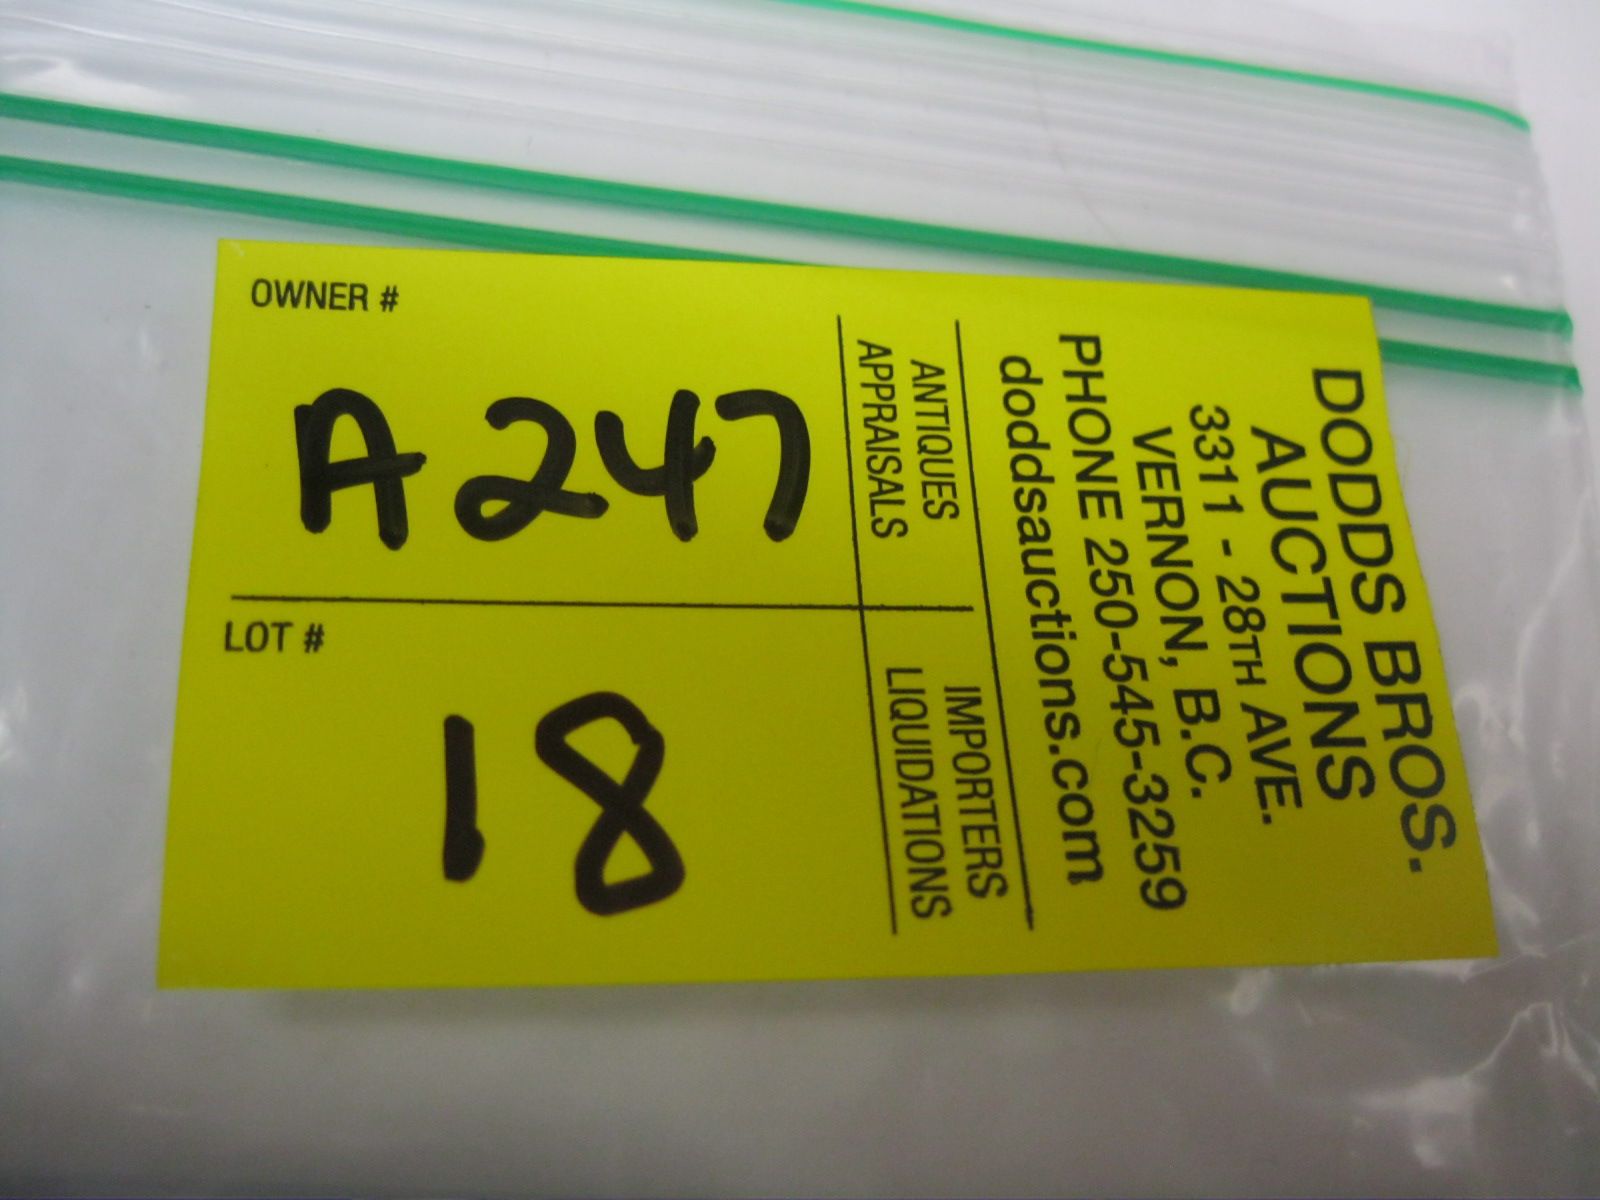 OWNER #
A247
LOT #
18
ANTIQUES
APPRAISALS
IMPORTERS
LIQUIDATIONS
DODDS BROS.
AUCTIONS
3311 - 28TH AVE.
VERNON, B.C.
PHONE 250-545-3259
doddsauctions.com